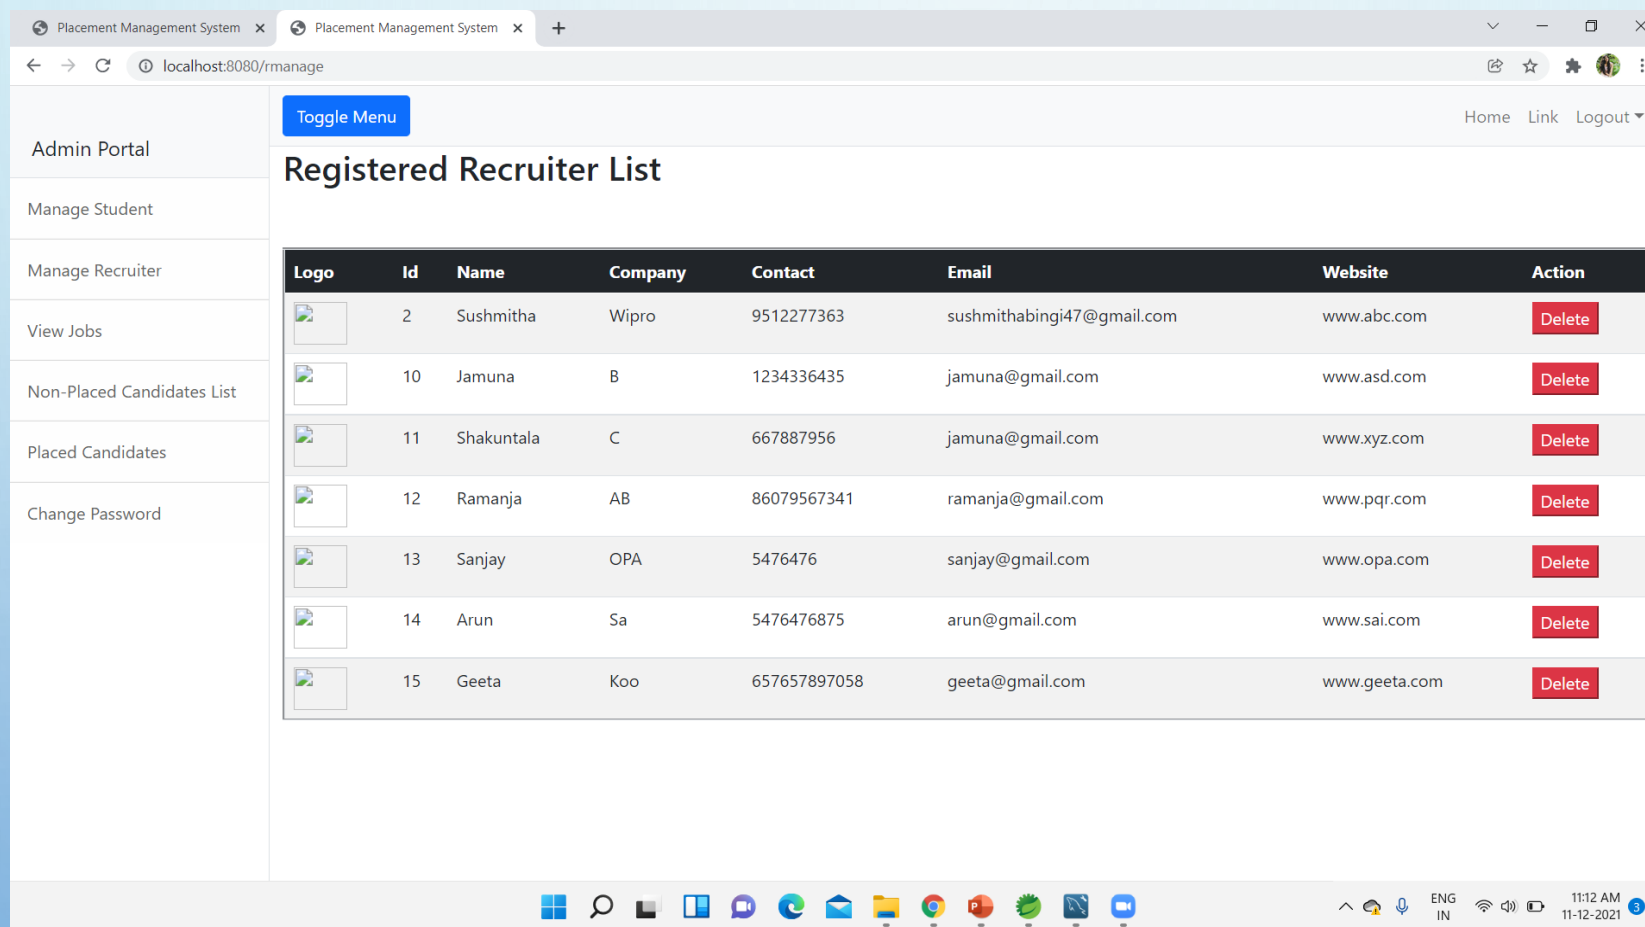 Placement Management System
Placement Management System
localhost:8080/rmanage
Toggle Menu
Home Link Logout
Admin Portal
Registered Recruiter List
Manage Student
Manage Recruiter
View Jobs
Non-Placed Candidates List
Placed Candidates
Change Password
Logo Id Name Company Contact Email Website Action
2 Sushmitha Wipro 9512277363 sushmithabingi47@gmail.com www.abc.com Delete
10 Jamuna B 1234336435 jamuna@gmail.com www.asd.com Delete
11 Shakuntala C 667887956 jamuna@gmail.com www.xyz.com Delete
12 Ramanja AB 86079567341 ramanja@gmail.com www.pqr.com Delete
13 Sanjay OPA 5476476 sanjay@gmail.com www.opa.com Delete
14 Arun Sa 5476476875 arun@gmail.com www.sai.com Delete
15 Geeta Koo 657657897058 geeta@gmail.com www.geeta.com Delete
ENG
IN
11:12 AM
11-12-2021
3